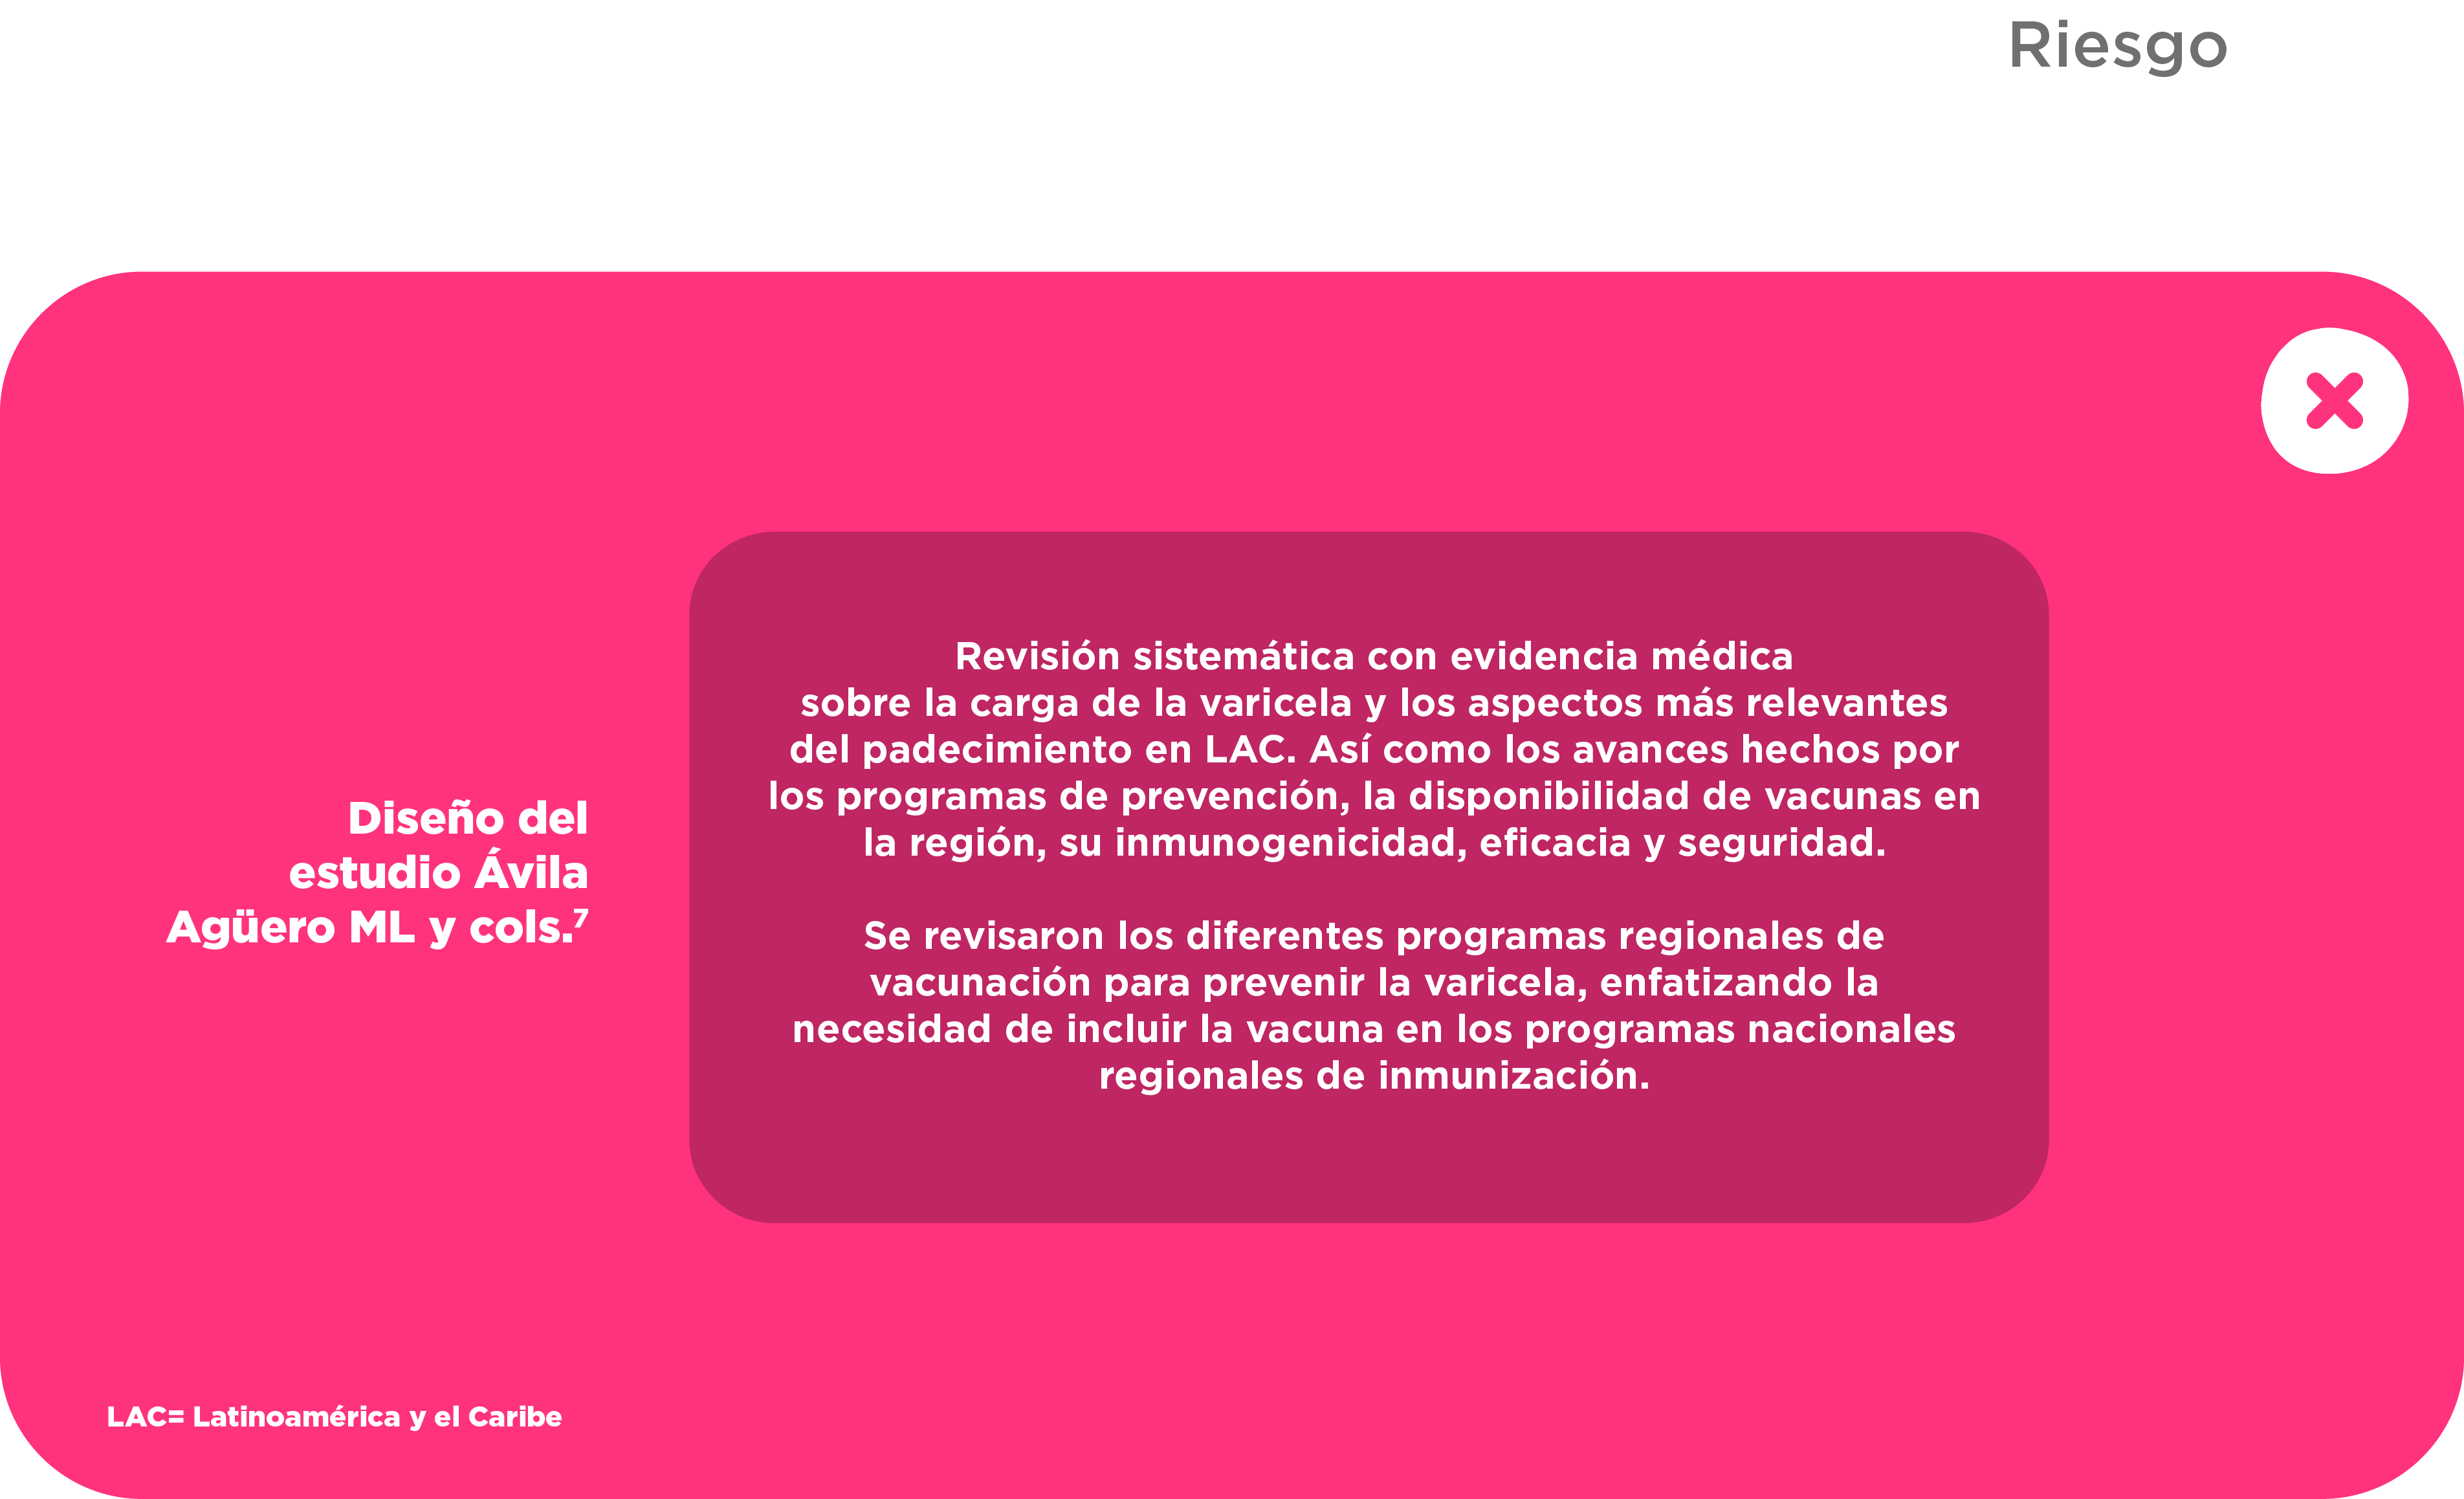 Riesgo
Diseño del
estudio Ávila
Agüero ML y cols.⁷
Revisión sistemática con evidencia médica
sobre la carga de la varicela y los aspectos más relevantes
del padecimiento en LAC. Así como los avances hechos por
los programas de prevención, la disponibilidad de vacunas en
la región, su inmunogenicidad, eficacia y seguridad.
Se revisaron los diferentes programas regionales de
vacunación para prevenir la varicela, enfatizando la
necesidad de incluir la vacuna en los programas nacionales
regionales de inmunización.
LAC= Latinoamérica y el Caribe